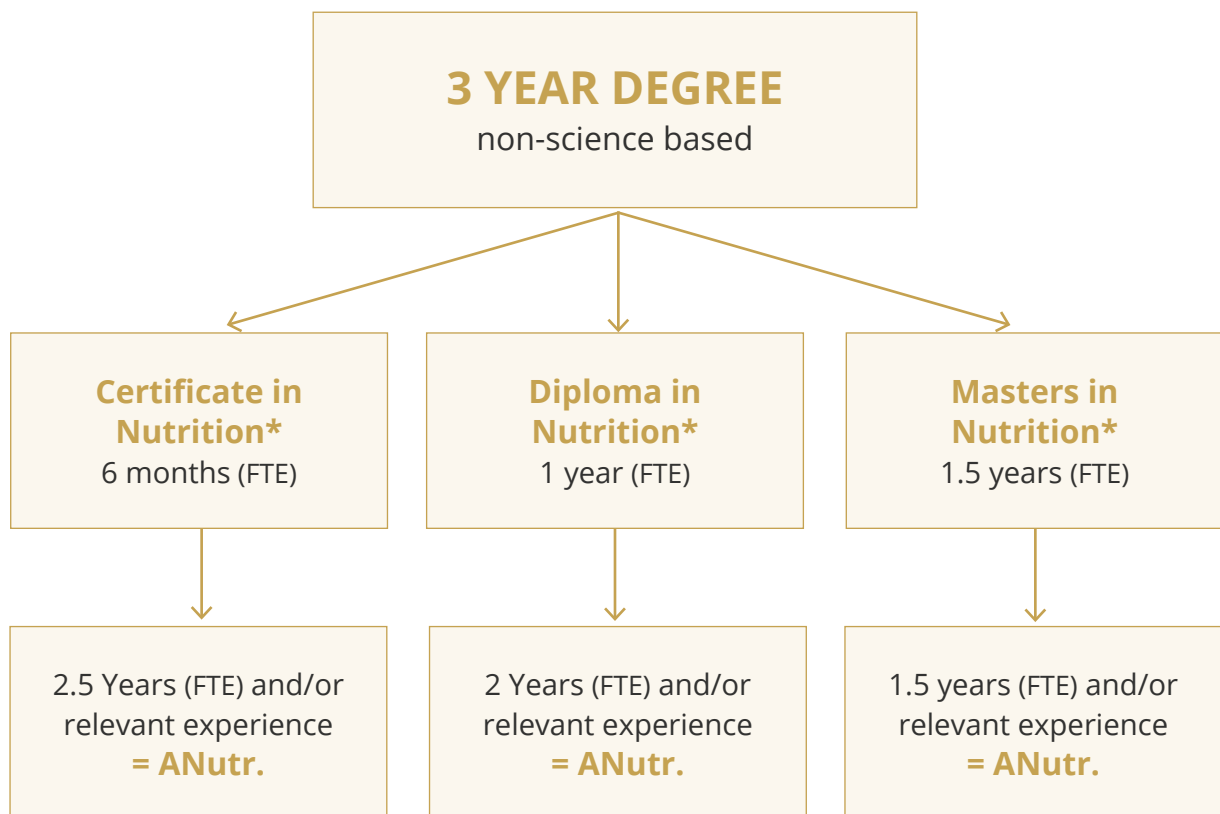 3 YEAR DEGREE
non-science based
Certificate in
Nutrition*
6 months (FTE)
Diploma in
Nutrition*
1 year (FTE)
Masters in
Nutrition*
1.5 years (FTE)
2.5 Years (FTE) and/or
relevant experience
= ANutr.
2 Years (FTE) and/or
relevant experience
= ANutr.
1.5 years (FTE) and/or
relevant experience
= ANutr.